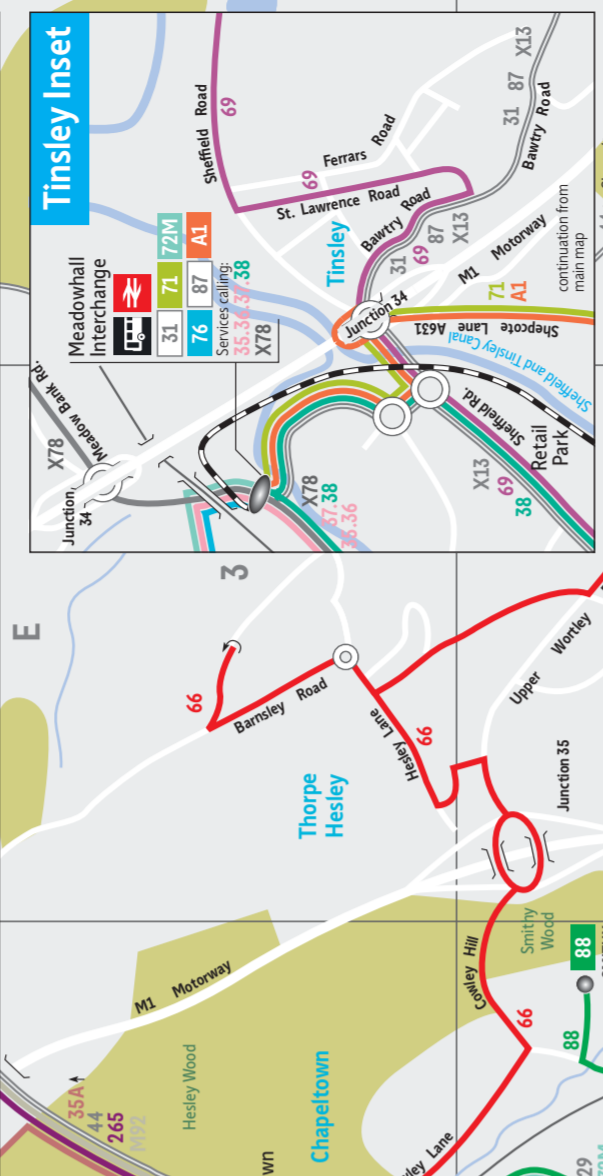 Tinsley Inset
Meadowhall
Interchange
31 71 72M
76 87 A1
Services calling:
35.36.37.38
X78
X78
Meadow Bank Rd.
Junction
34
Sheffield Road
69
Ferrars Road
69
St. Lawrence Road
Tinsley
Bawtry Road
31
69
87
X13
31 87 X13
Bawtry Road
M1 Motorway
Junction 34
71
A1
Shepcote Lane A631
Sheffield and Tinsley Canal
continuation from
main map
X78
37.38
35.36
Sheffield Rd.
Retail
Park
X13
69
38
E
3
66
Barnsley Road
Hesley Lane
66
Thorpe
Hesley
Upper Wortley
Junction 35
M1 Motorway
Cowley Hill
Smithy
Wood
66
88
88
35A
44
265
M92
Hesley Wood
Chapeltown
wn
ley Lane
29